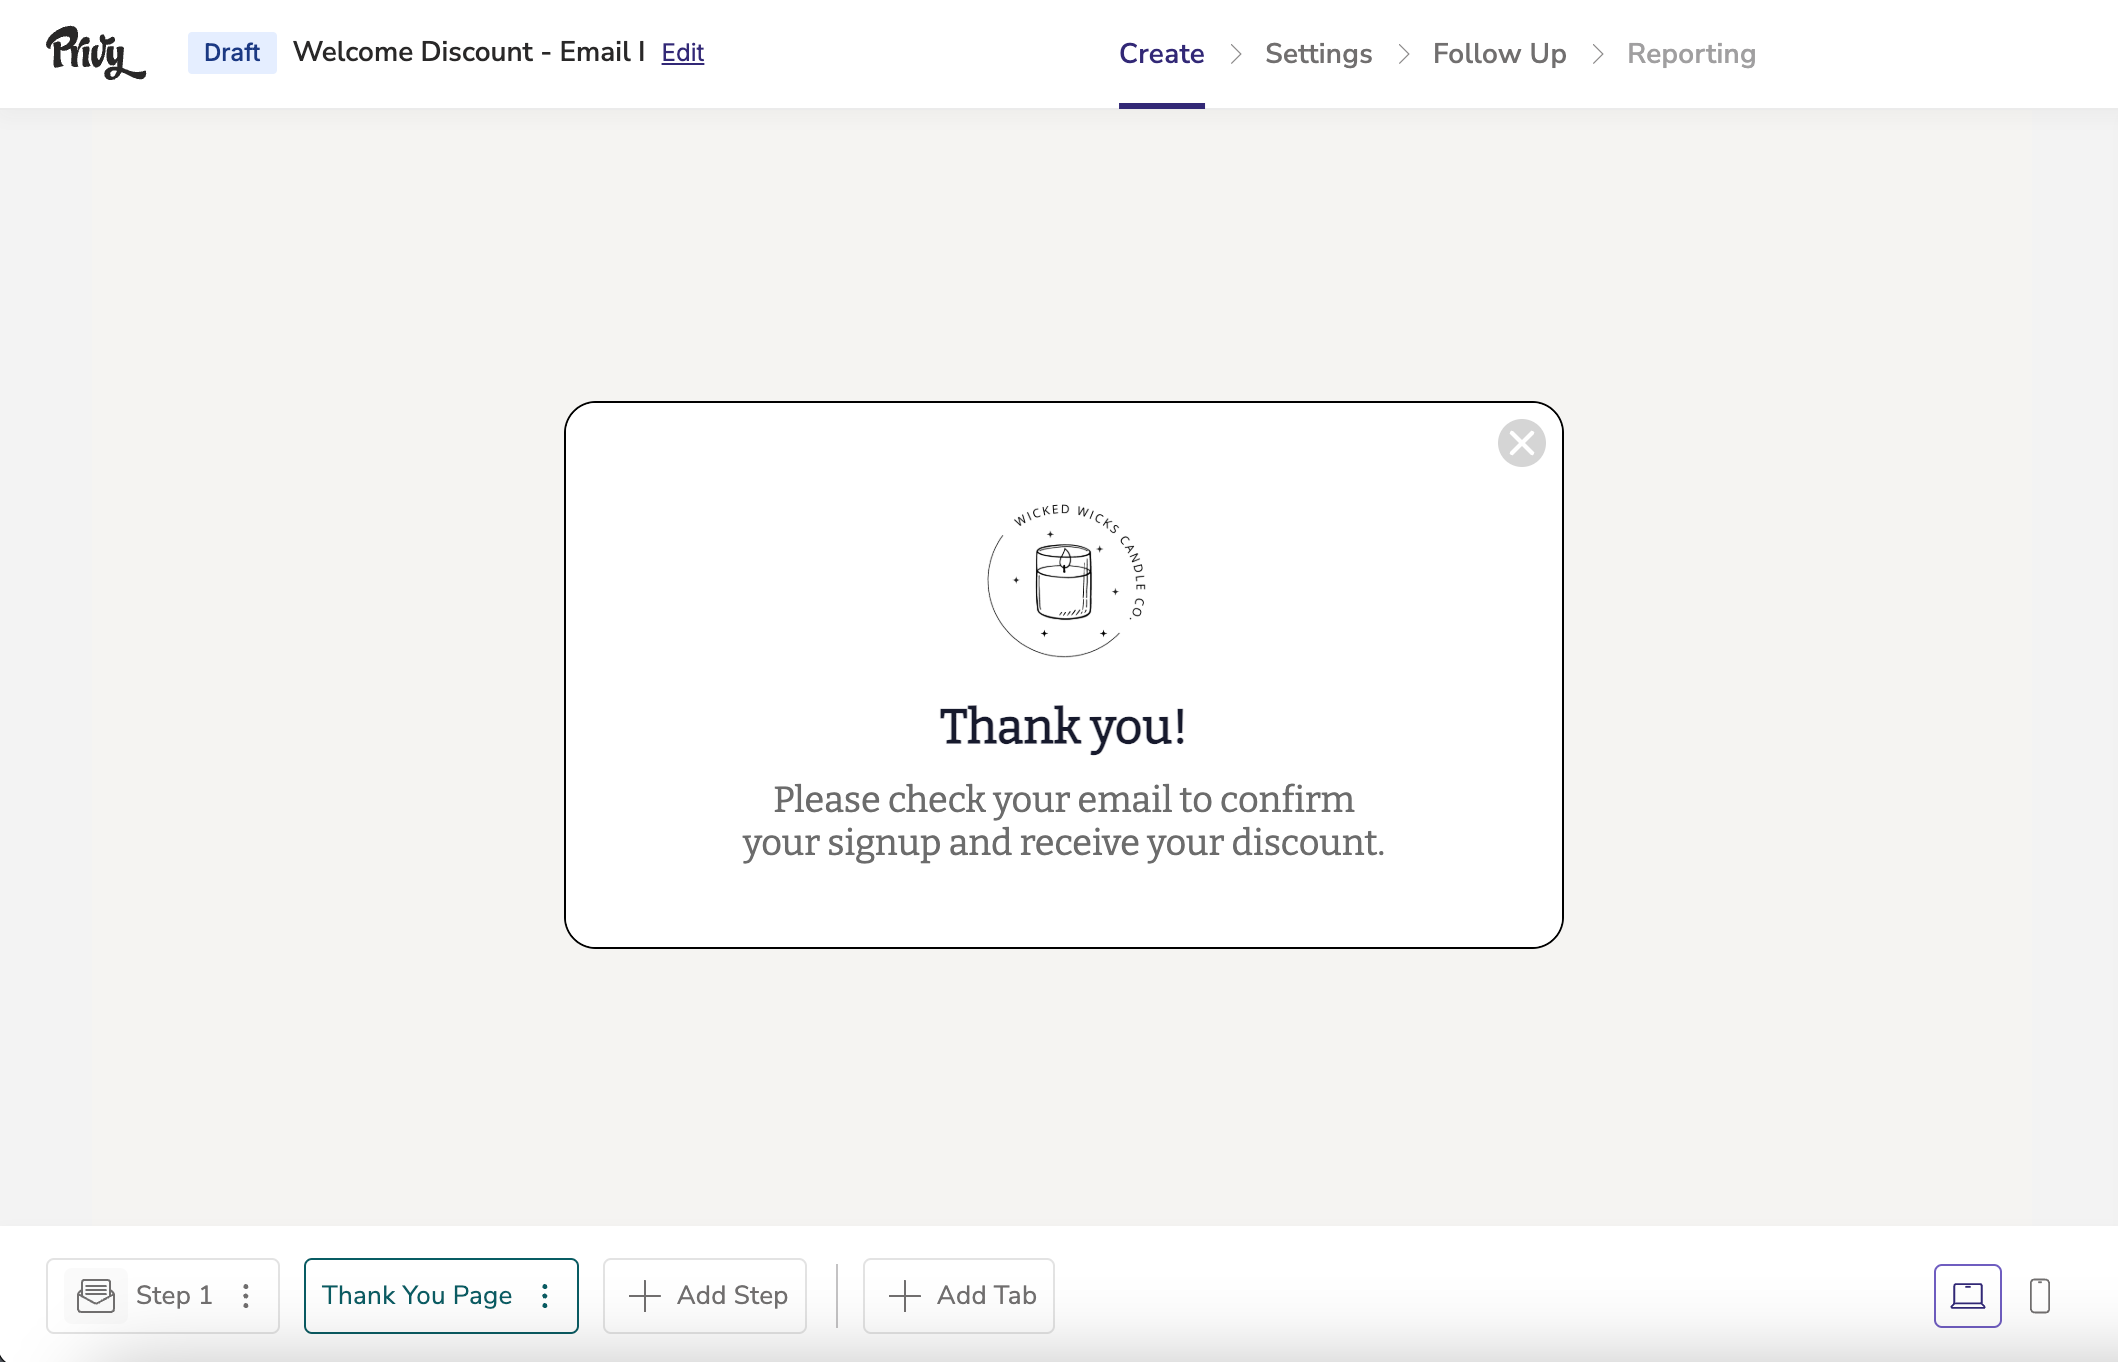 Privy
Draft Welcome Discount - Email I Edit
Create Settings Follow Up Reporting
WICKED WICKS CANDLE CO.
Thank you!
Please check your email to confirm
your signup and receive your discount.
Step 1 Thank You Page Add Step Add Tab